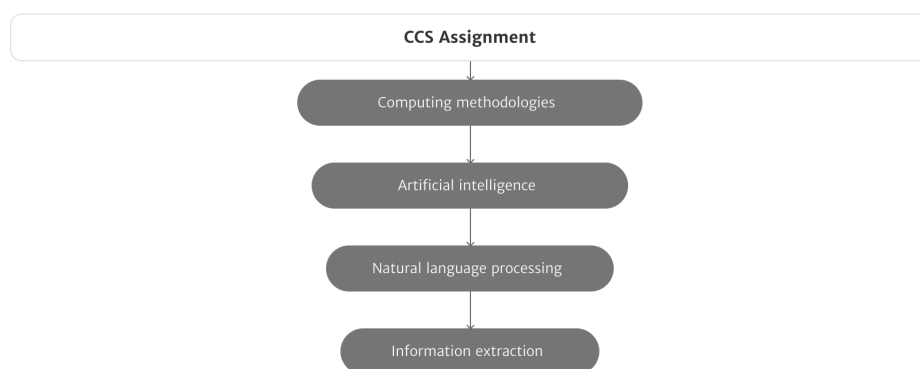 CCS Assignment
Computing methodologies
Artificial intelligence
Natural language processing
Information extraction